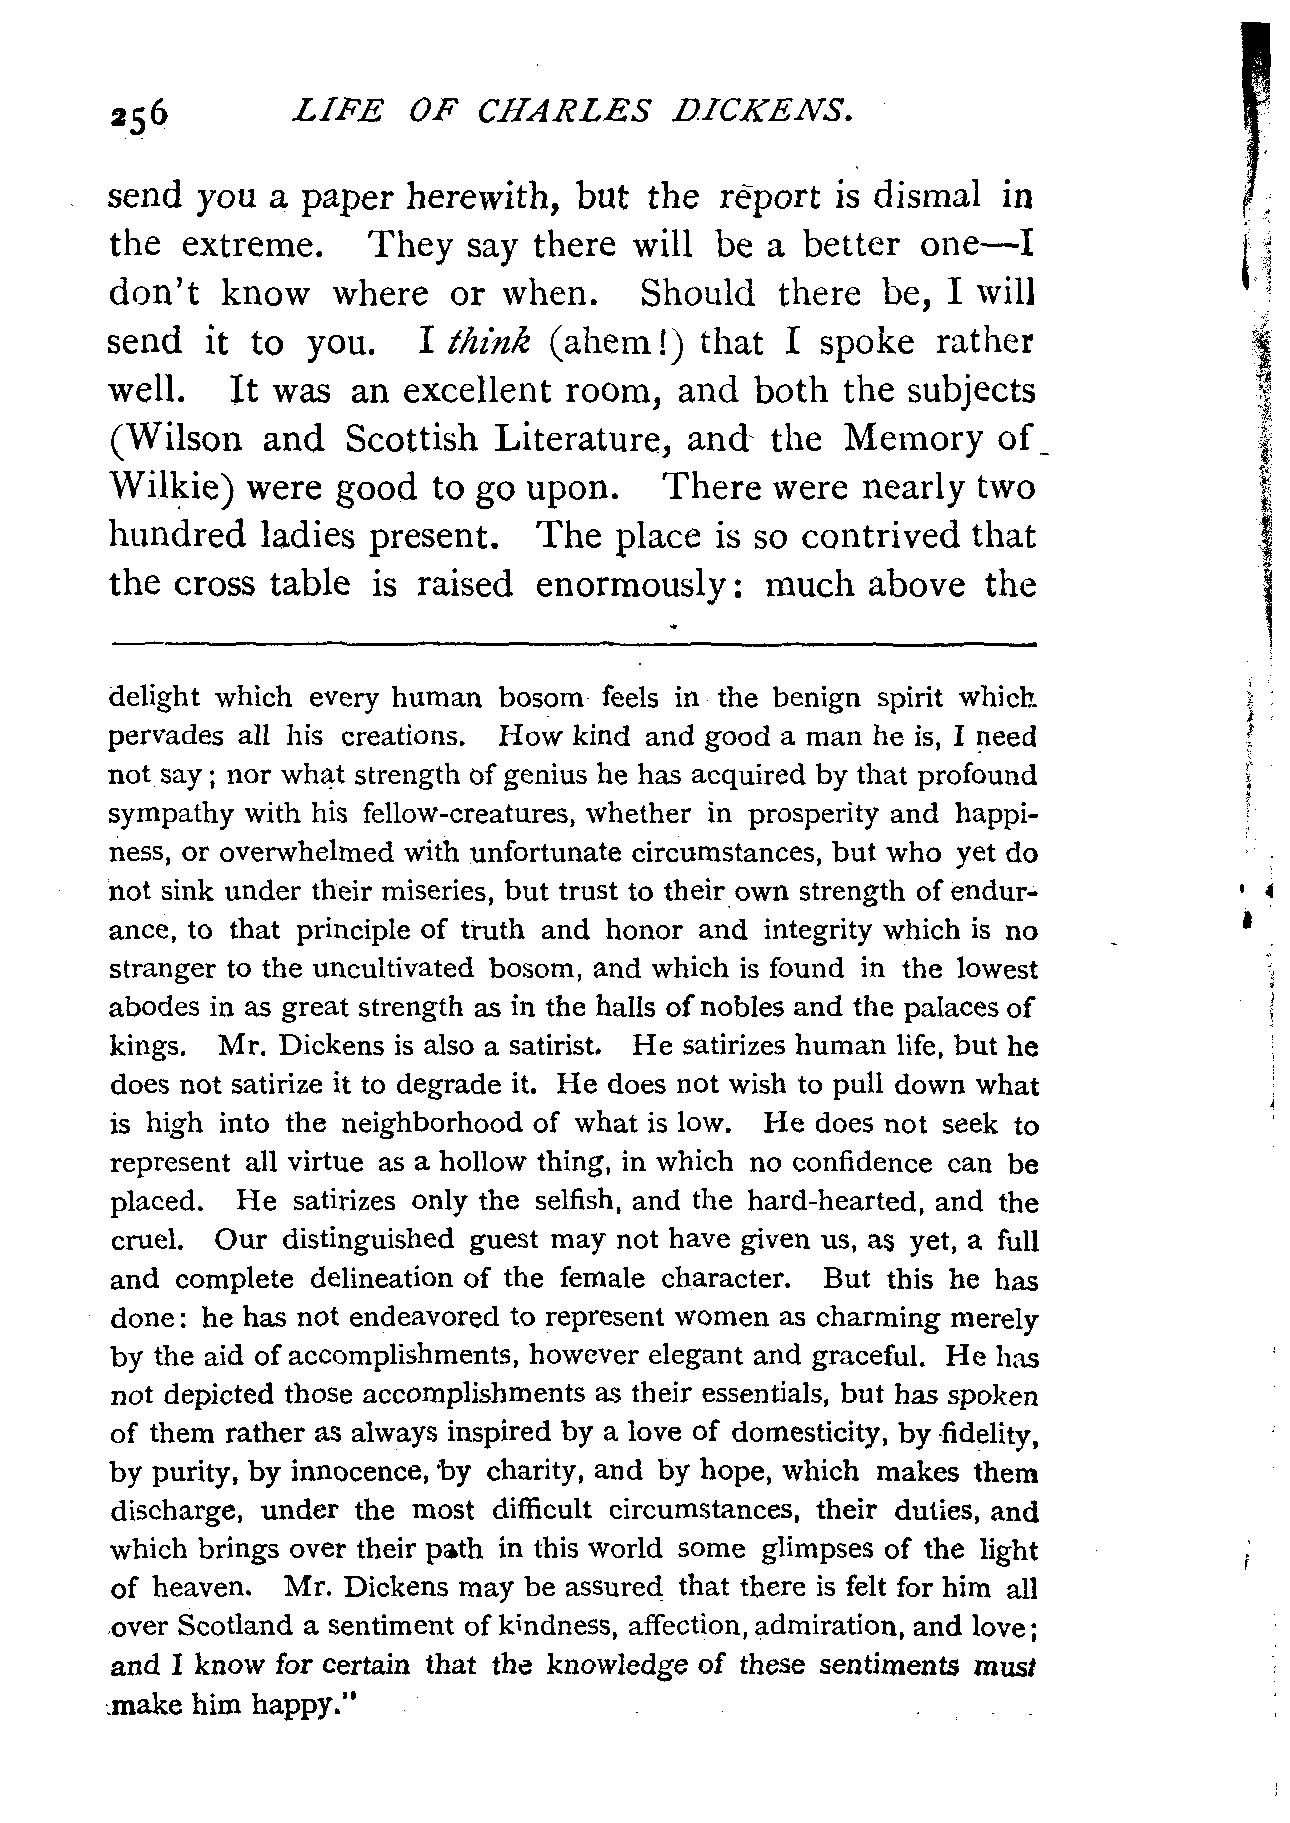 256 LIFE OF CHARLES DICKENS.
send you a paper herewith, but the report is dismal in
the extreme. They say there will be a better one—I
don't know where or when. Should there be, I will
send it to you. I think (ahem!) that I spoke rather
well. It was an excellent room, and both the subjects
(Wilson and Scottish Literature, and the Memory of
Wilkie) were good to go upon. There were nearly two
hundred ladies present. The place is so contrived that
the cross table is raised enormously: much above the
delight which every human bosom feels in the benign spirit which
pervades all his creations. How kind and good a man he is, I need
not say; nor what strength of genius he has acquired by that profound
sympathy with his fellow-creatures, whether in prosperity and happi-
ness, or overwhelmed with unfortunate circumstances, but who yet do
not sink under their miseries, but trust to their own strength of endur-
ance, to that principle of truth and honor and integrity which is no
stranger to the uncultivated bosom, and which is found in the lowest
abodes in as great strength as in the halls of nobles and the palaces of
kings. Mr. Dickens is also a satirist. He satirizes human life, but he
does not satirize it to degrade it. He does not wish to pull down what
is high into the neighborhood of what is low. He does not seek to
represent all virtue as a hollow thing, in which no confidence can be
placed. He satirizes only the selfish, and the hard-hearted, and the
cruel. Our distinguished guest may not have given us, as yet, a full
and complete delineation of the female character. But this he has
done: he has not endeavored to represent women as charming merely
by the aid of accomplishments, however elegant and graceful. He has
not depicted those accomplishments as their essentials, but has spoken
of them rather as always inspired by a love of domesticity, by fidelity,
by purity, by innocence, by charity, and by hope, which makes them
discharge, under the most difficult circumstances, their duties, and
which brings over their path in this world some glimpses of the light
of heaven. Mr. Dickens may be assured that there is felt for him all
over Scotland a sentiment of kindness, affection, admiration, and love;
and I know for certain that the knowledge of these sentiments must
make him happy."